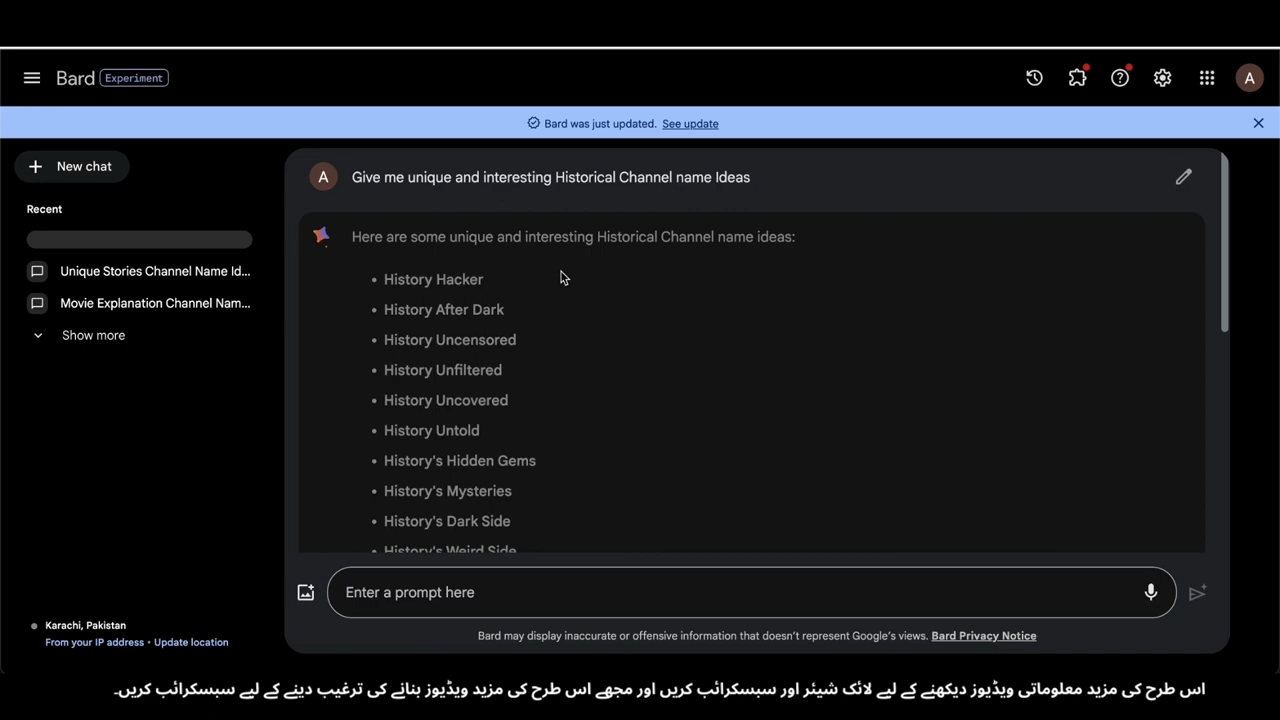 Bard Experiment
A
Bard was just updated. See update
New chat
Recent
Unique Stories Channel Name Id...
Movie Explanation Channel Nam...
Show more
A Give me unique and interesting Historical Channel name Ideas
Here are some unique and interesting Historical Channel name ideas:
• History Hacker
• History After Dark
• History Uncensored
• History Unfiltered
• History Uncovered
• History Untold
• History's Hidden Gems
• History's Mysteries
• History's Dark Side
• History's Weird Side
Enter a prompt here
Bard may display inaccurate or offensive information that doesn't represent Google's views. Bard Privacy Notice
Karachi, Pakistan
From your IP address • Update location
اس طرح کی مزید معلوماتی ویڈیوز دیکھنے کے لیے لائک شیئر اور سبسکرائب کریں اور مجھے اس طرح کی مزید ویڈیوز بنانے کی ترغیب دینے کے لیے سبسکرائب کریں۔